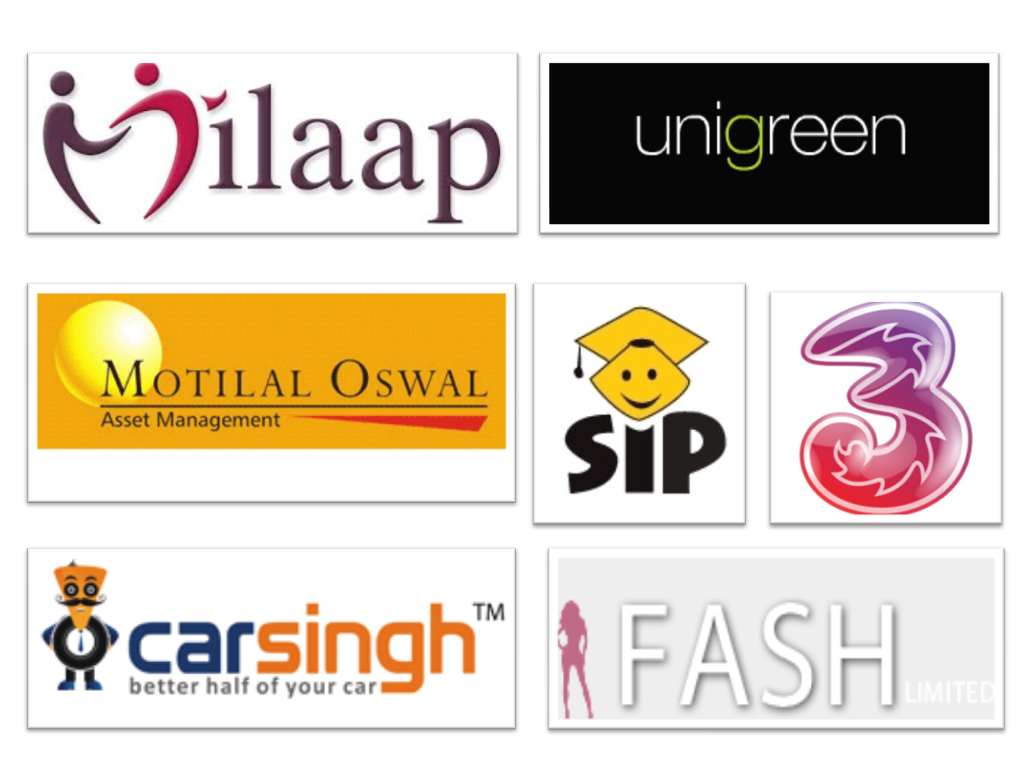 Milaap
unigreen
MOTILAL OSWAL
Asset Management
SiP
3
carsingh™
better half of your car
FASH LIMITED